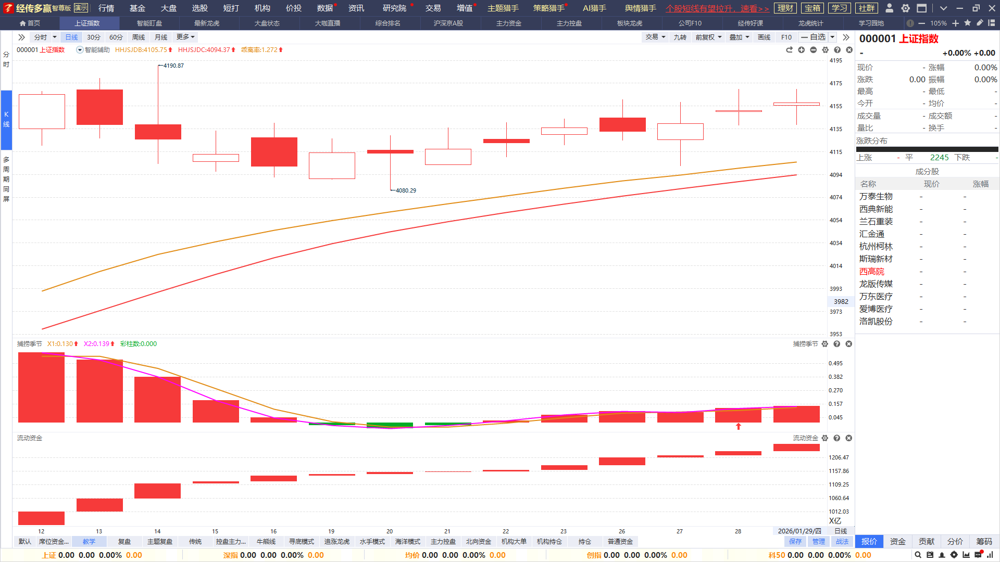 经传多赢 智尊版 演示 行情 基金 大盘 选股 短打 机构 价投 数据 资讯 研究院 交易 增值 主题猎手 策略猎手 AI猎手 舆情猎手 个股短线有望拉升，速看>> 理财 宝箱 学习 社群
首页 上证指数 智能盯盘 最新龙虎 大盘状态 大咖直播 综合排名 沪深京A股 主力资金 主力控盘 板块龙虎 公司F10 经传好课 龙虎统计 学习园地 105%
分时 日线 30分 60分 周线 月线 更多 交易 九转 前复权 叠加 画线 F10 自选
000001 上证指数
000001 上证指数 智能辅助 HHJSJDB:4105.75 HHJSJDC:4094.37 乖离率:1.272
- +0.00% +0.00
分时
K线
多周期同屏
4190.87
4080.29
4195
4175
4155
4135
4115
4094
4074
4054
4034
4014
3993
3982
3973
3953
现价 - 涨幅 0.00%
涨跌 0.00 振幅 0.00%
最高 - 最低 -
今开 - 均价 -
成交量 - 成交额 -
量比 - 换手 -
涨跌分布
上涨 - 平 2245 下跌 -
成分股
名称 现价 涨幅
万泰生物 - -
西典新能 - -
兰石重装 - -
汇金通 - -
杭州柯林 - -
斯瑞新材 - -
西高院 - -
龙版传媒 - -
万东医疗 - -
爱博医疗 - -
洛凯股份 - -
捕捞季节 X1:0.130 X2:0.139 彩柱数:0.000 捕捞季节
0.495
0.382
0.270
0.157
0.045
流动资金 流动资金
1206.47
1157.86
1109.25
1060.64
1012.03
X亿
12 13 14 15 16 19 20 21 22 23 26 27 28 2026/01/29/四 日线
默认 席位资金... 教学 复盘 主题复盘 传统 控盘主力... 牛能线 寻底模式 追涨龙虎 水手模式 海洋模式 主力控盘 北向资金 机构大单 机构持仓 持仓 普通资金 保存 管理 战法 报价 资金 贡献 分价 筹码
上证 0.00 0.00 0.00% 0.00 深指 0.00 0.00 0.00% 0.00 均价 0.00 0.00 0.00% 0.00 创指 0.00 0.00 0.00% 0.00 科50 0.00 0.00 0.00% 0.00